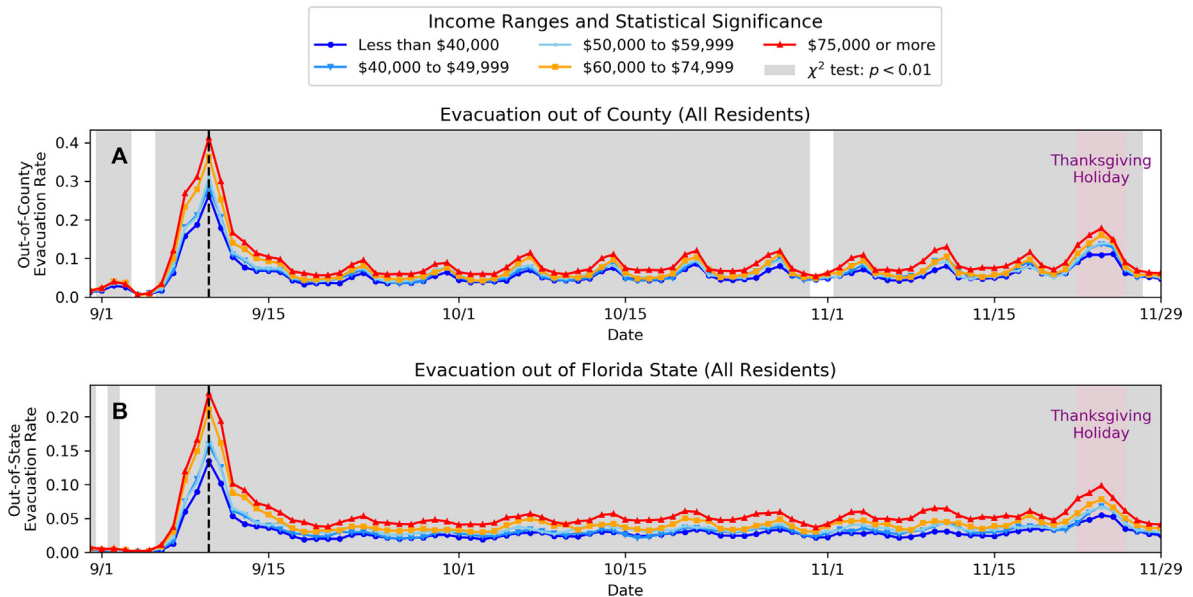 Income Ranges and Statistical Significance
Less than $40,000
$50,000 to $59,999
$75,000 or more
$40,000 to $49,999
$60,000 to $74,999
χ² test: p < 0.01
Evacuation out of County (All Residents)
A
Thanksgiving
Holiday
Out-of-County
Evacuation Rate
0.4
0.3
0.2
0.1
0.0
9/1
9/15
10/1
10/15
11/1
11/15
11/29
Date
Evacuation out of Florida State (All Residents)
B
Thanksgiving
Holiday
Out-of-State
Evacuation Rate
0.20
0.15
0.10
0.05
0.00
9/1
9/15
10/1
10/15
11/1
11/15
11/29
Date